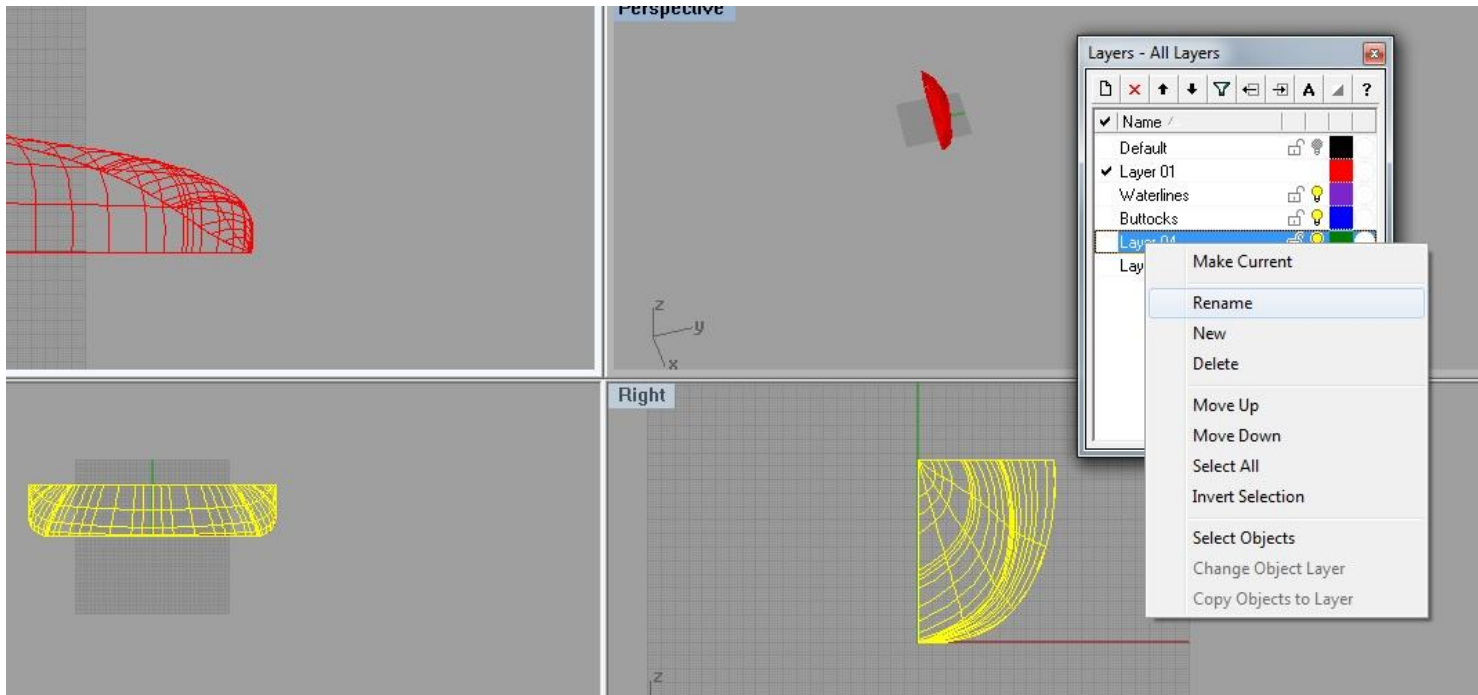 Perspective
Layers - All Layers
A ?
Name
Default
Layer 01
Waterlines
Buttocks
Layer 04
Lay
Make Current
Rename
New
Delete
Move Up
Move Down
Select All
Invert Selection
Select Objects
Change Object Layer
Copy Objects to Layer
z
y
x
Right
z